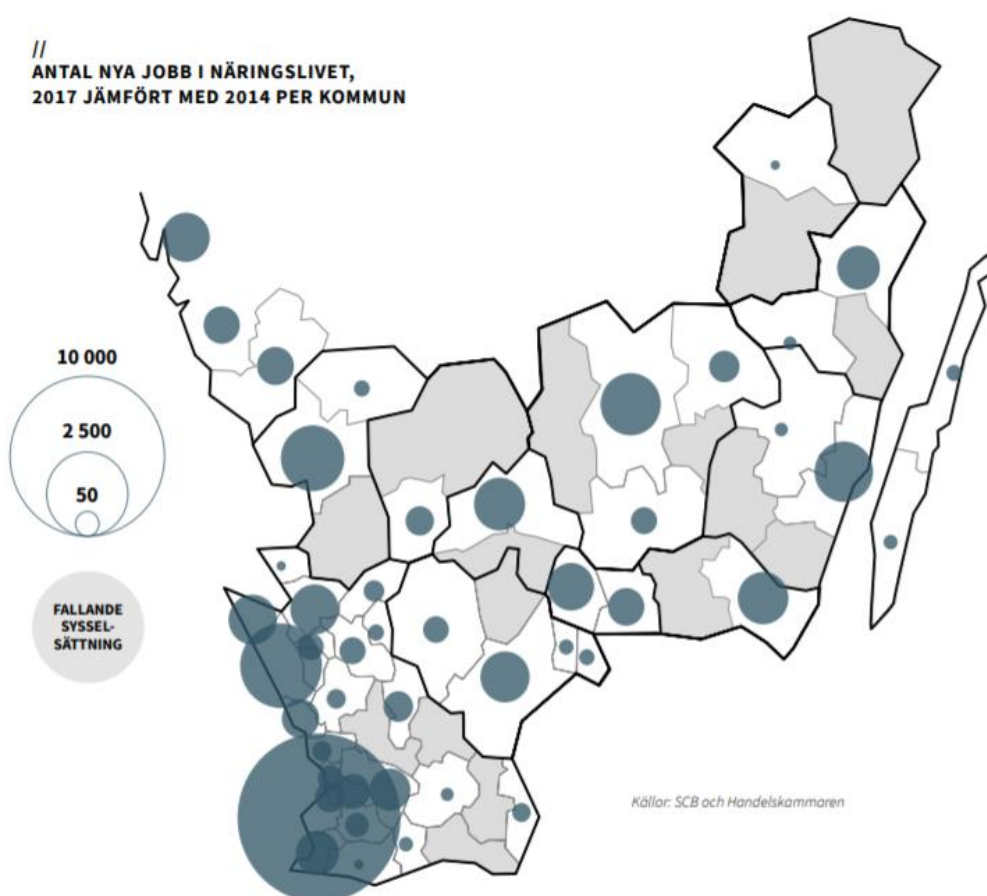 //
ANTAL NYA JOBB I NÄRINGSLIVET,
2017 JÄMFÖRT MED 2014 PER KOMMUN
10 000
2 500
50
FALLANDE
SYSSEL-
SÄTTNING
Källor: SCB och Handelskammaren